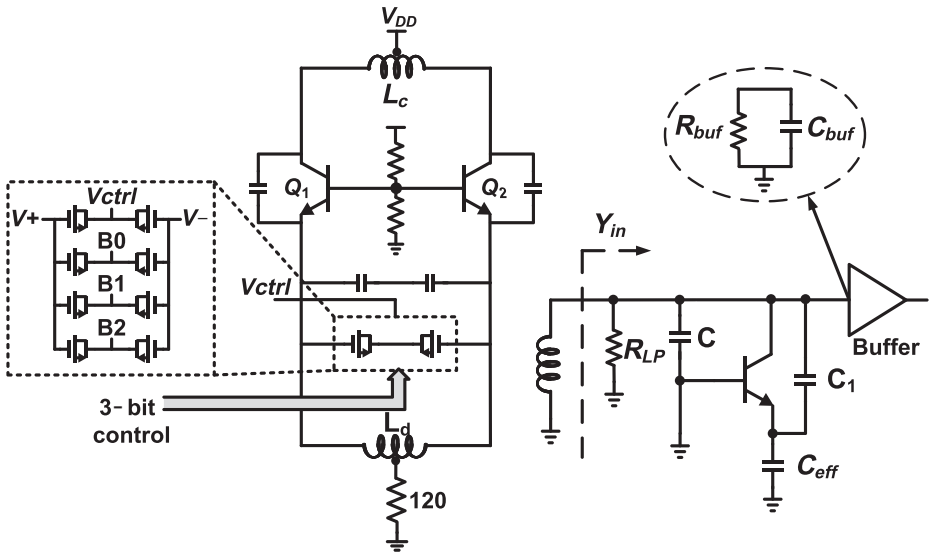 V_DD
L_c
Q_1
Q_2
Vctrl
V+
V−
B0
B1
B2
Vctrl
3-bit
control
L_d
120
R_buf
C_buf
Y_in
R_LP
C
C_1
C_eff
Buffer